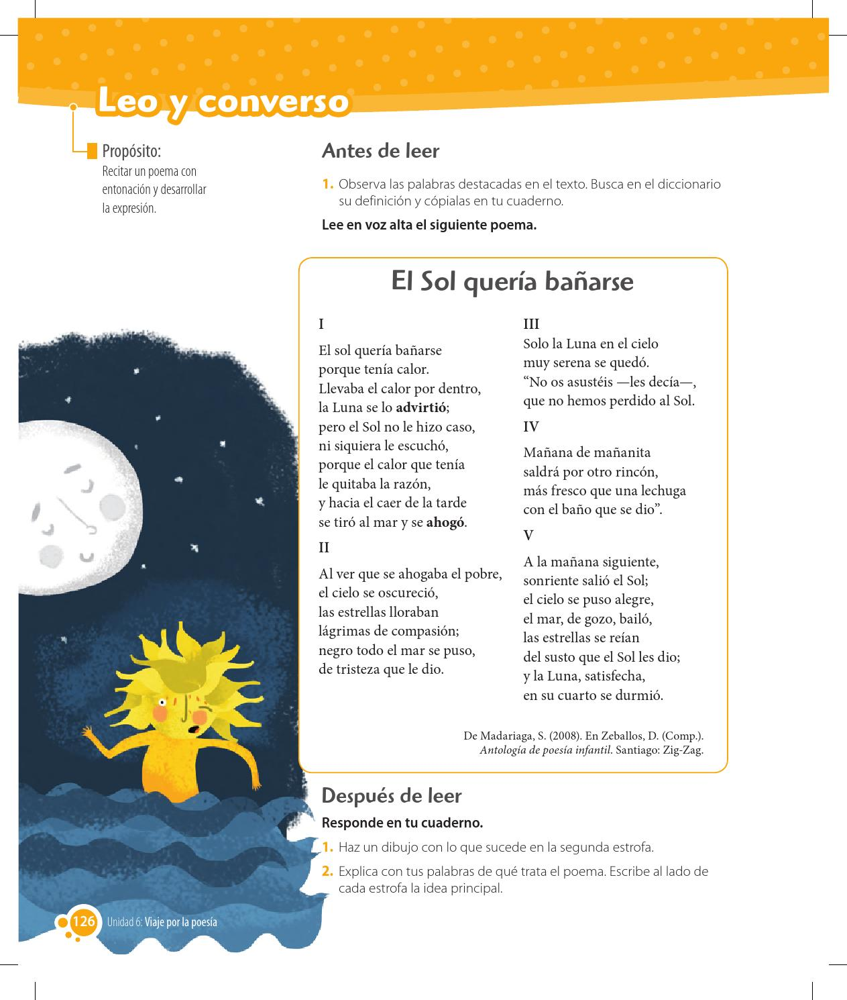 Leo y converso
Propósito:
Recitar un poema con
entonación y desarrollar
la expresión.
Antes de leer
1. Observa las palabras destacadas en el texto. Busca en el diccionario
su definición y cópialas en tu cuaderno.
Lee en voz alta el siguiente poema.
El Sol quería bañarse
I
El sol quería bañarse
porque tenía calor.
Llevaba el calor por dentro,
la Luna se lo advirtió;
pero el Sol no le hizo caso,
ni siquiera le escuchó,
porque el calor que tenía
le quitaba la razón,
y hacia el caer de la tarde
se tiró al mar y se ahogó.
II
Al ver que se ahogaba el pobre,
el cielo se oscureció,
las estrellas lloraban
lágrimas de compasión;
negro todo el mar se puso,
de tristeza que le dio.
III
Solo la Luna en el cielo
muy serena se quedó.
“No os asustéis —les decía—,
que no hemos perdido al Sol.
IV
Mañana de mañanita
saldrá por otro rincón,
más fresco que una lechuga
con el baño que se dio”.
V
A la mañana siguiente,
sonriente salió el Sol;
el cielo se puso alegre,
el mar, de gozo, bailó,
las estrellas se reían
del susto que el Sol les dio;
y la Luna, satisfecha,
en su cuarto se durmió.
De Madariaga, S. (2008). En Zeballos, D. (Comp.).
Antología de poesía infantil. Santiago: Zig-Zag.
Después de leer
Responde en tu cuaderno.
1. Haz un dibujo con lo que sucede en la segunda estrofa.
2. Explica con tus palabras de qué trata el poema. Escribe al lado de
cada estrofa la idea principal.
126 Unidad 6: Viaje por la poesía